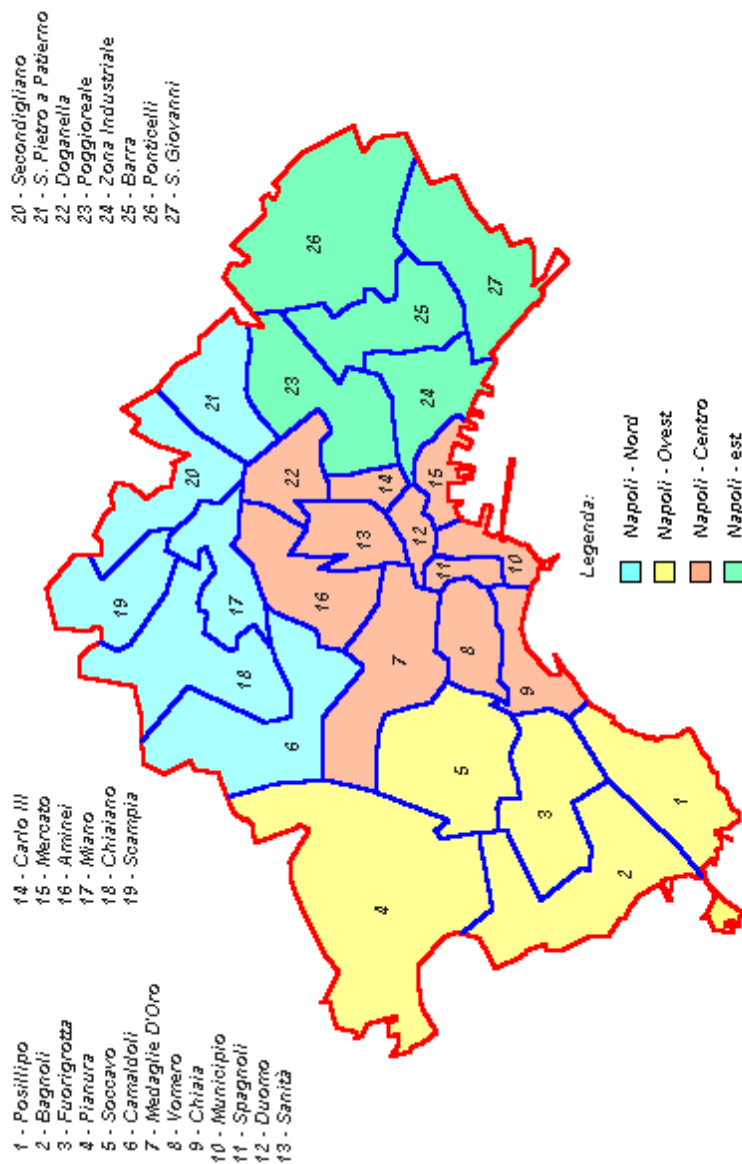 1 - Posillipo
2 - Bagnoli
3 - Fuorigrotta
4 - Pianura
5 - Soccavo
6 - Camaldoli
7 - Medaglie D'Oro
8 - Vomero
9 - Chiaia
10 - Municipio
11 - Spagnoli
12 - Duomo
13 - Sanità
14 - Carlo III
15 - Mercato
16 - Aminei
17 - Miano
18 - Chiaiano
19 - Scampia
20 - Secondigliano
21 - S. Pietro a Patierno
22 - Doganella
23 - Poggioreale
24 - Zona Industriale
25 - Barra
26 - Ponticelli
27 - S. Giovanni
19
20
21
18
17
22
23
26
6
16
13
14
24
25
27
7
12
15
11
10
8
9
5
4
3
2
1
Legenda:
Napoli - Nord
Napoli - Ovest
Napoli - Centro
Napoli - est